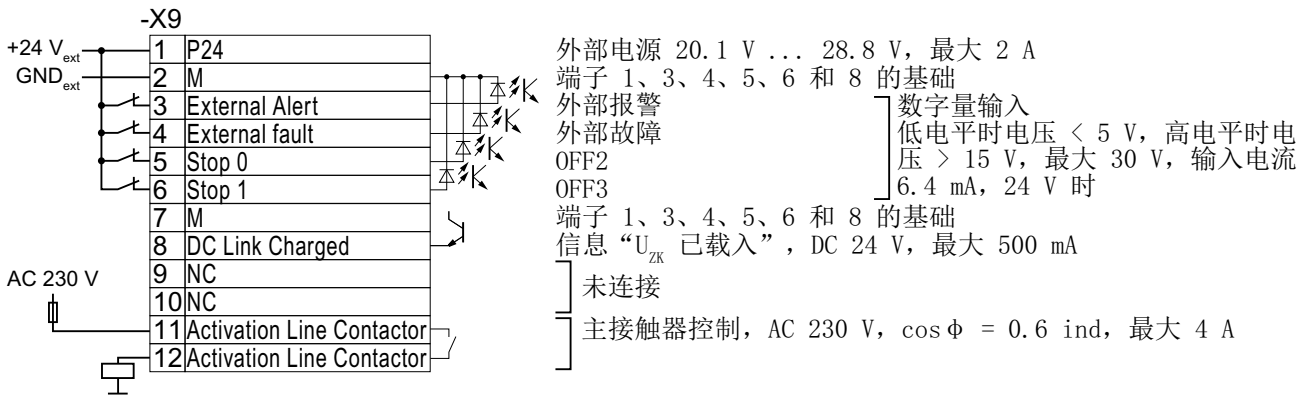 -X9
+24 V ext 1 P24 外部电源 20.1 V ... 28.8 V，最大 2 A
GND ext 2 M 端子 1、3、4、5、6 和 8 的基础
3 External Alert 外部报警 数字量输入
4 External fault 外部故障 低电平时电压 < 5 V，高电平时电
5 Stop 0 OFF2 压 > 15 V，最大 30 V，输入电流
6 Stop 1 OFF3 6.4 mA，24 V 时
7 M 端子 1、3、4、5、6 和 8 的基础
8 DC Link Charged 信息“U ZK 已载入”，DC 24 V，最大 500 mA
AC 230 V 9 NC 未连接
10 NC
11 Activation Line Contactor 主接触器控制，AC 230 V，cosφ = 0.6 ind，最大 4 A
12 Activation Line Contactor